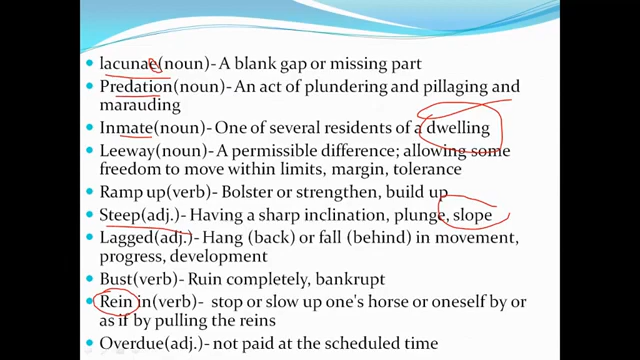 lacunae(noun)- A blank gap or missing part
Predation(noun)- An act of plundering and pillaging and
marauding
Inmate(noun)- One of several residents of a dwelling
Leeway(noun)- A permissible difference; allowing some
freedom to move within limits, margin, tolerance
Ramp up(verb)- Bolster or strengthen, build up
Steep(adj.)- Having a sharp inclination, plunge, slope
Lagged(adj.)- Hang (back) or fall (behind) in movement,
progress, development
Bust(verb)- Ruin completely, bankrupt
Rein in(verb)- stop or slow up one's horse or oneself by or
as if by pulling the reins
Overdue(adj.)- not paid at the scheduled time